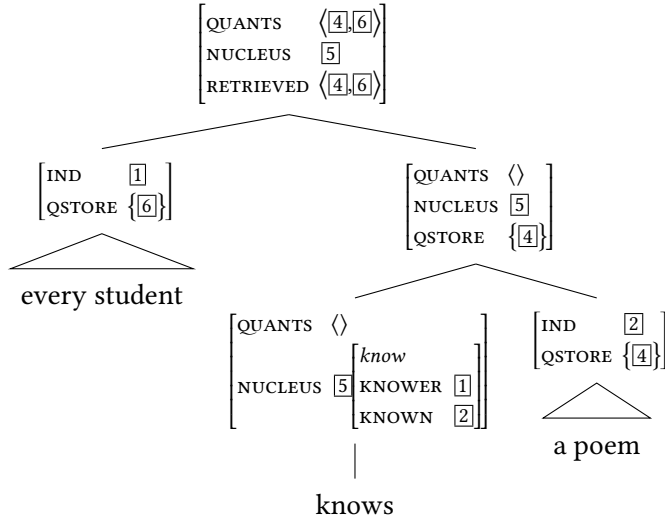 QUANTS ⟨4,6⟩
NUCLEUS 5
RETRIEVED ⟨4,6⟩
IND 1
QSTORE {6}
every student
QUANTS ⟨⟩
NUCLEUS 5
QSTORE {4}
QUANTS ⟨⟩
NUCLEUS 5
know
KNOWER 1
KNOWN 2
knows
IND 2
QSTORE {4}
a poem